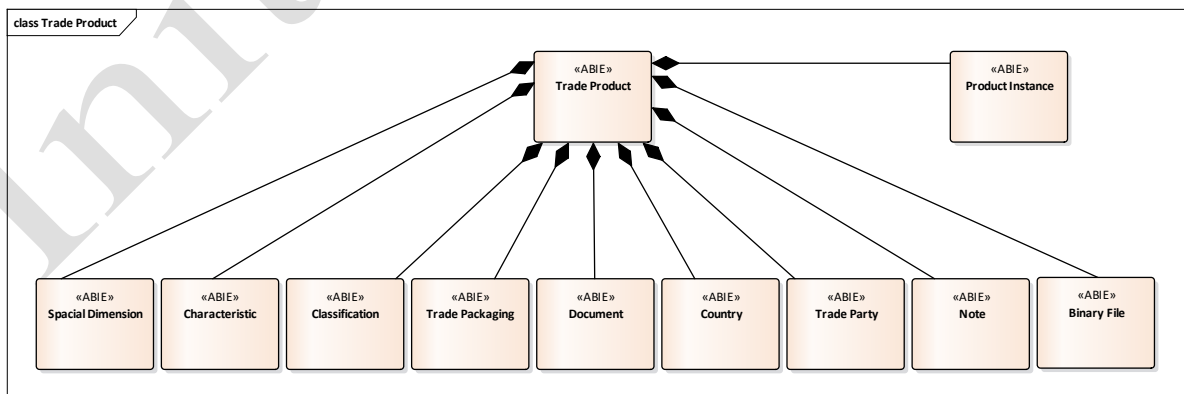 class Trade Product
«ABIE»
Trade Product
«ABIE»
Product Instance
«ABIE»
Spacial Dimension
«ABIE»
Characteristic
«ABIE»
Classification
«ABIE»
Trade Packaging
«ABIE»
Document
«ABIE»
Country
«ABIE»
Trade Party
«ABIE»
Note
«ABIE»
Binary File